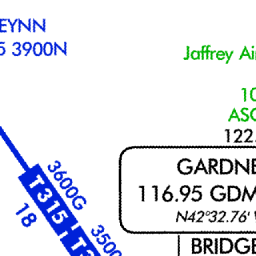 EYNN
5 3900N
Jaffrey Ai
10
ASO
122.
GARDNE
116.95 GDM
N42°32.76'
3600G
T315
18
3500
BRIDGE